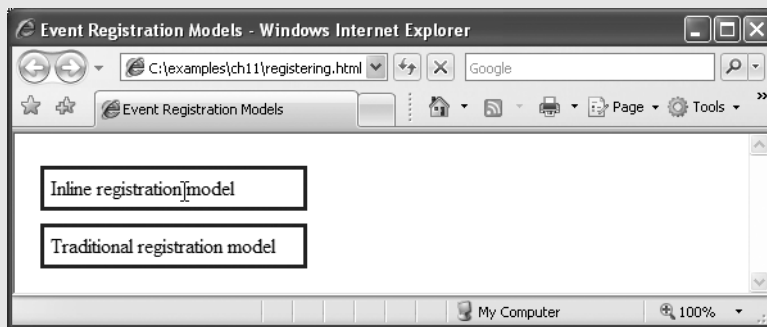 Event Registration Models - Windows Internet Explorer
C:\examples\ch11\registering.html
Google
Event Registration Models
Page
Tools
»
Inline registration model
Traditional registration model
My Computer
100%